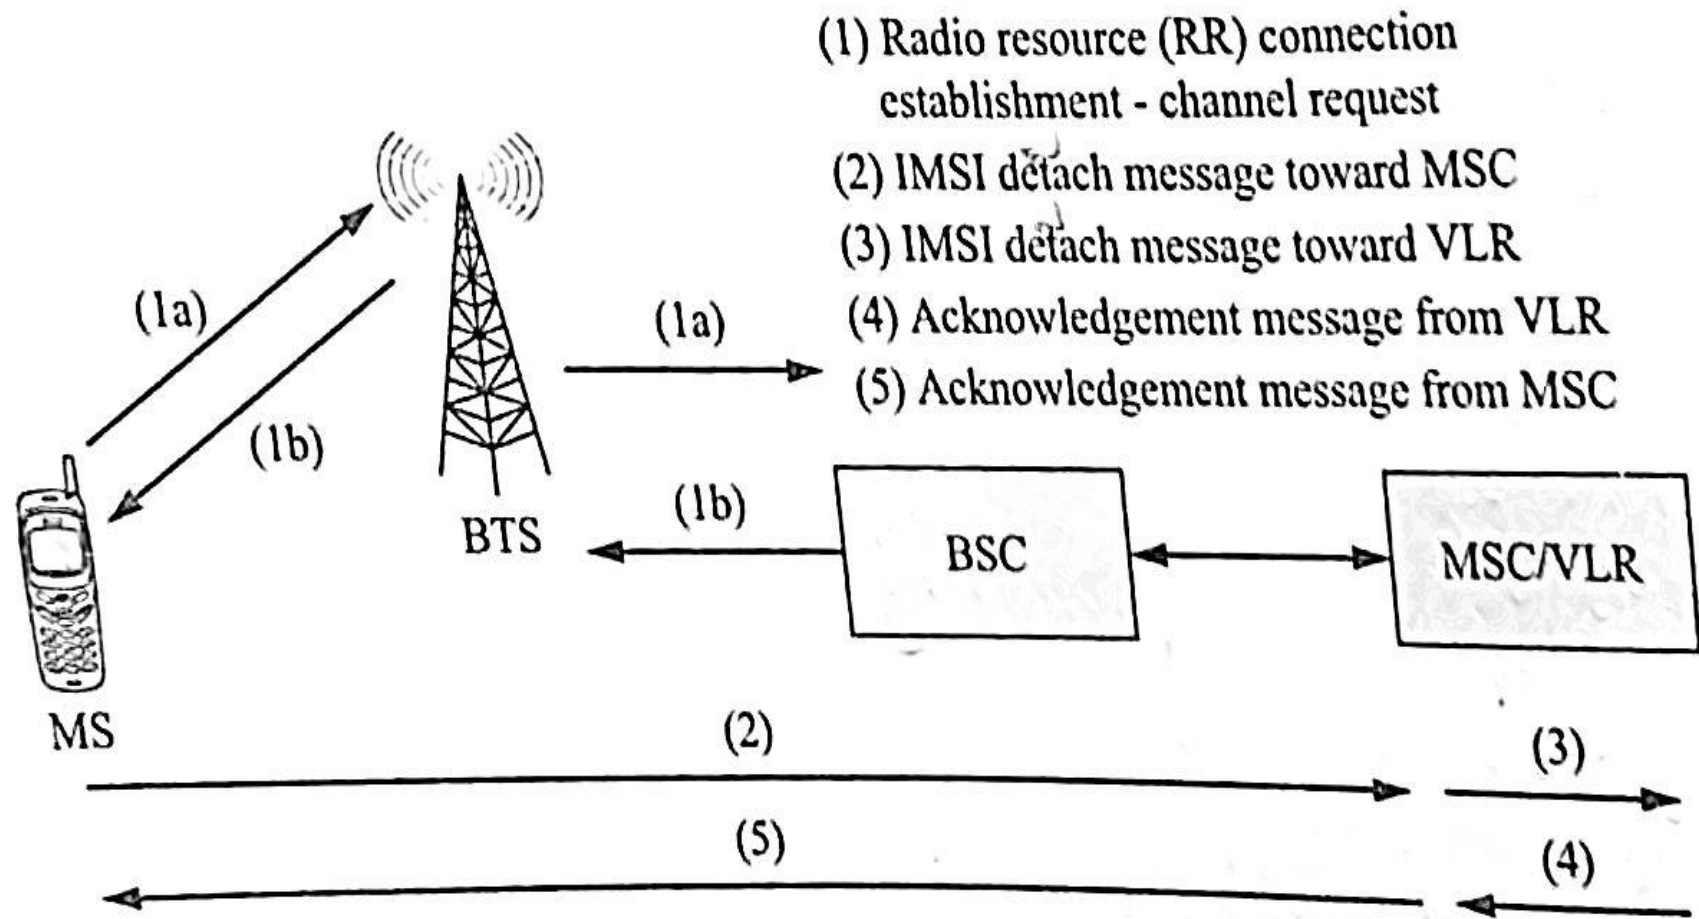 (1) Radio resource (RR) connection
establishment - channel request
(2) IMSI detach message toward MSC
(3) IMSI detach message toward VLR
(4) Acknowledgement message from VLR
(5) Acknowledgement message from MSC
(1a)
(1a)
(1b)
(1b)
BTS
BSC
MSC/VLR
MS
(2)
(3)
(5)
(4)